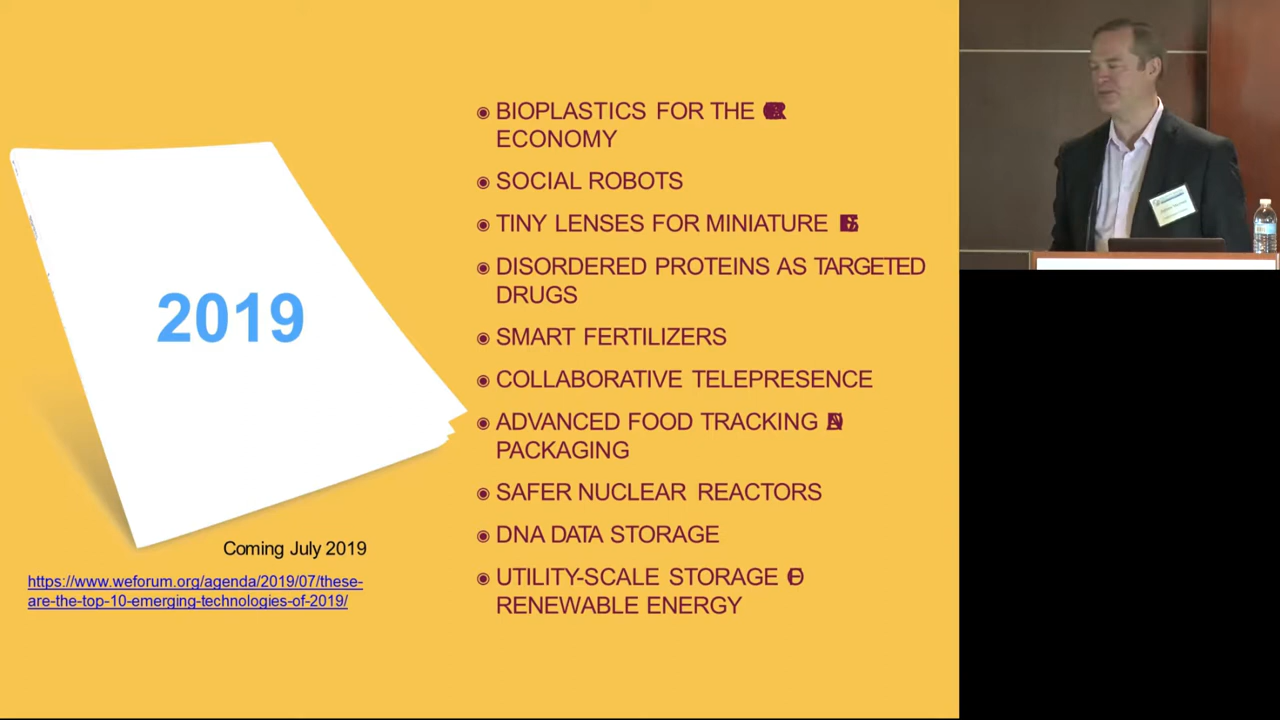 BIOPLASTICS FOR THE
ECONOMY
SOCIAL ROBOTS
TINY LENSES FOR MINIATURE
DISORDERED PROTEINS AS TARGETED
DRUGS
SMART FERTILIZERS
COLLABORATIVE TELEPRESENCE
ADVANCED FOOD TRACKING
PACKAGING
SAFER NUCLEAR REACTORS
DNA DATA STORAGE
UTILITY-SCALE STORAGE
RENEWABLE ENERGY
2019
Coming July 2019
https://www.weforum.org/agenda/2019/07/these-
are-the-top-10-emerging-technologies-of-2019/